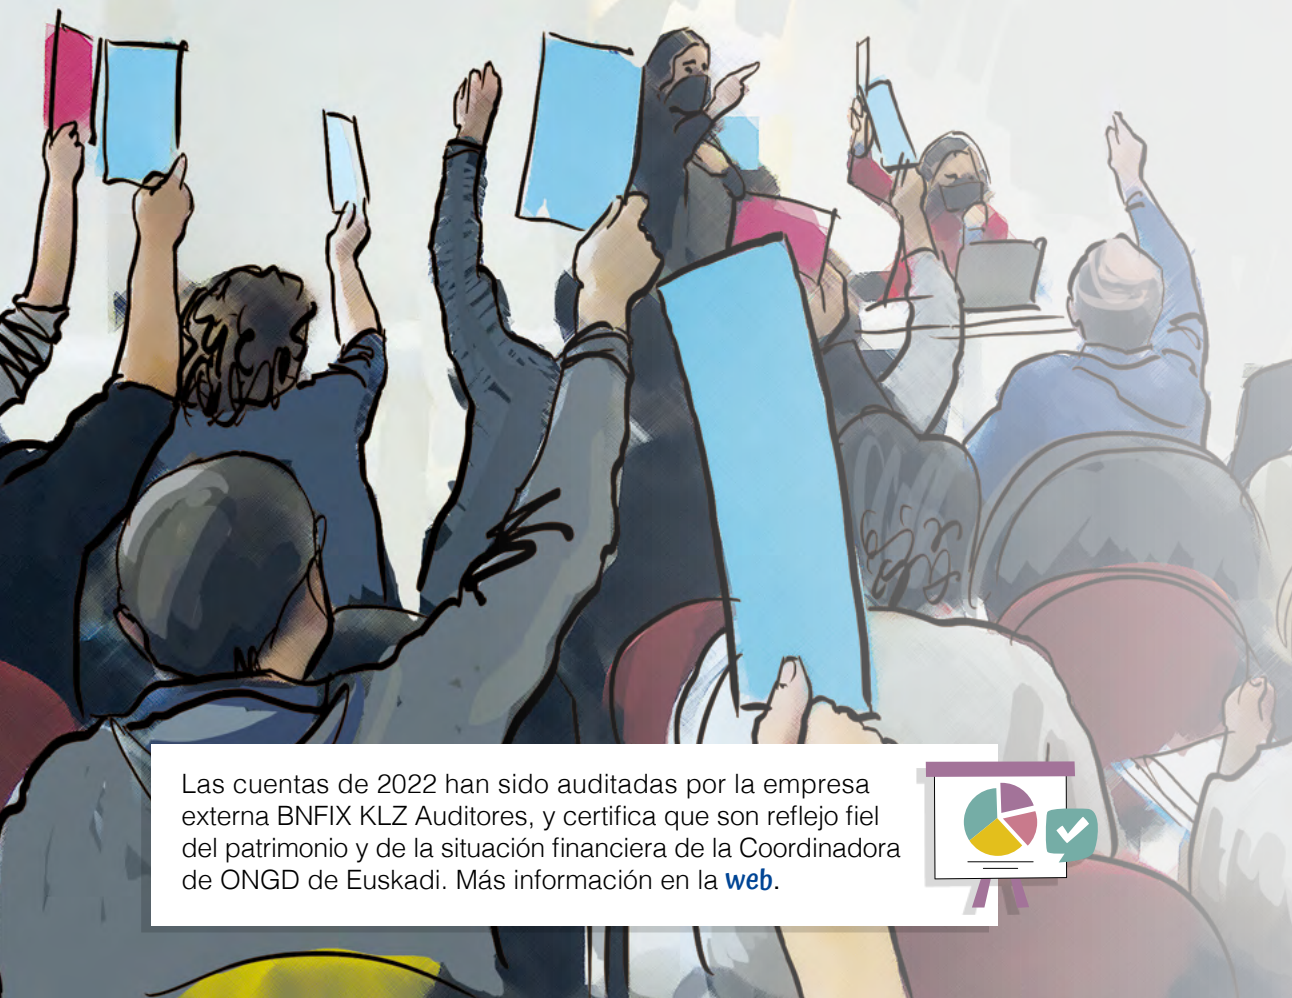 Las cuentas de 2022 han sido auditadas por la empresa
externa BNFIX KLZ Auditores, y certifica que son reflejo fiel
del patrimonio y de la situación financiera de la Coordinadora
de ONGD de Euskadi. Más información en la web.